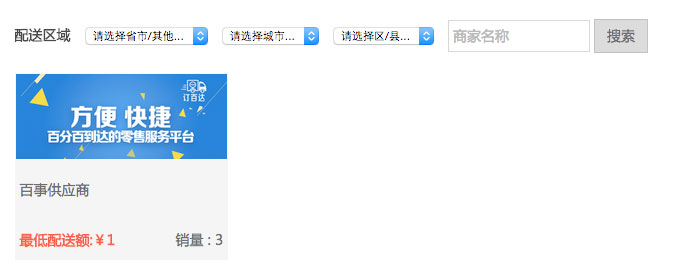 配送区域 请选择省市/其他... 请选择城市... 请选择区/县... 商家名称 搜索
订百达
方便 快捷
百分百到达的零售服务平台
百事供应商
最低配送额:¥1 销量 : 3